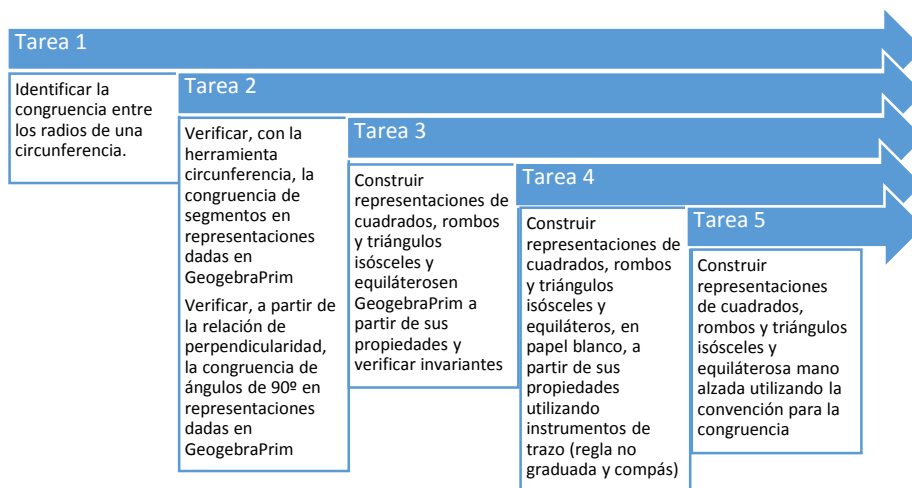 Tarea 1
Identificar la
congruencia entre
los radios de una
circunferencia.
Tarea 2
Verificar, con la
herramienta
circunferencia, la
congruencia de
segmentos en
representaciones
dadas en
GeogebraPrim
Verificar, a partir de
la relación de
perpendicularidad,
la congruencia de
ángulos de 90º en
representaciones
dadas en
GeogebraPrim
Tarea 3
Construir
representaciones de
cuadrados, rombos
y triángulos
isósceles y
equiláterosen
GeogebraPrim a
partir de sus
propiedades y
verificar invariantes
Tarea 4
Construir
representaciones de
cuadrados, rombos
y triángulos
isósceles y
equiláteros, en
papel blanco, a
partir de sus
propiedades
utilizando
instrumentos de
trazo (regla no
graduada y compás)
Tarea 5
Construir
representaciones
de cuadrados,
rombos y triángulos
isósceles y
equiláterosa mano
alzada utilizando la
convención para la
congruencia